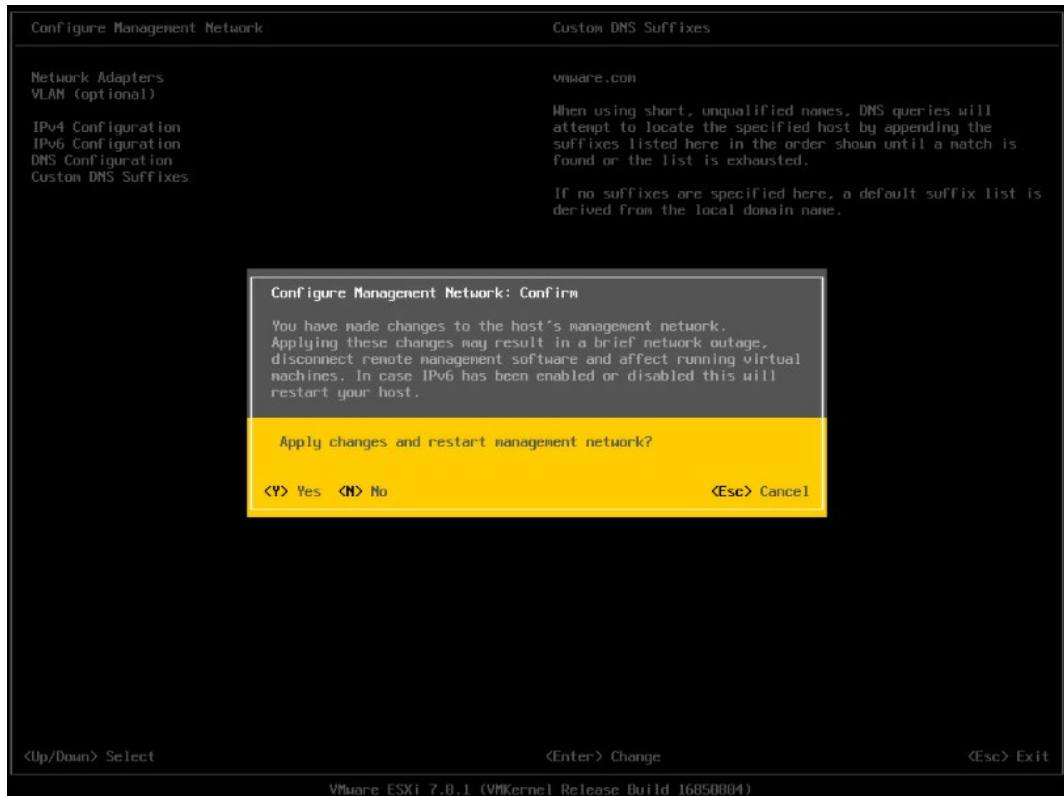 Configure Management Network
Custom DNS Suffixes
Network Adapters
VLAN (optional)
IPv4 Configuration
IPv6 Configuration
DNS Configuration
Custom DNS Suffixes
vmware.com
When using short, unqualified names, DNS queries will
attempt to locate the specified host by appending the
suffixes listed here in the order shown until a match is
found or the list is exhausted.
If no suffixes are specified here, a default suffix list is
derived from the local domain name.
Configure Management Network: Confirm
You have made changes to the host's management network.
Applying these changes may result in a brief network outage,
disconnect remote management software and affect running virtual
machines. In case IPv6 has been enabled or disabled this will
restart your host.
Apply changes and restart management network?
<Y> Yes <N> No
<Esc> Cancel
<Up/Down> Select
<Enter> Change
<Esc> Exit
VMware ESXi 7.0.1 (VMKernel Release Build 16850804)